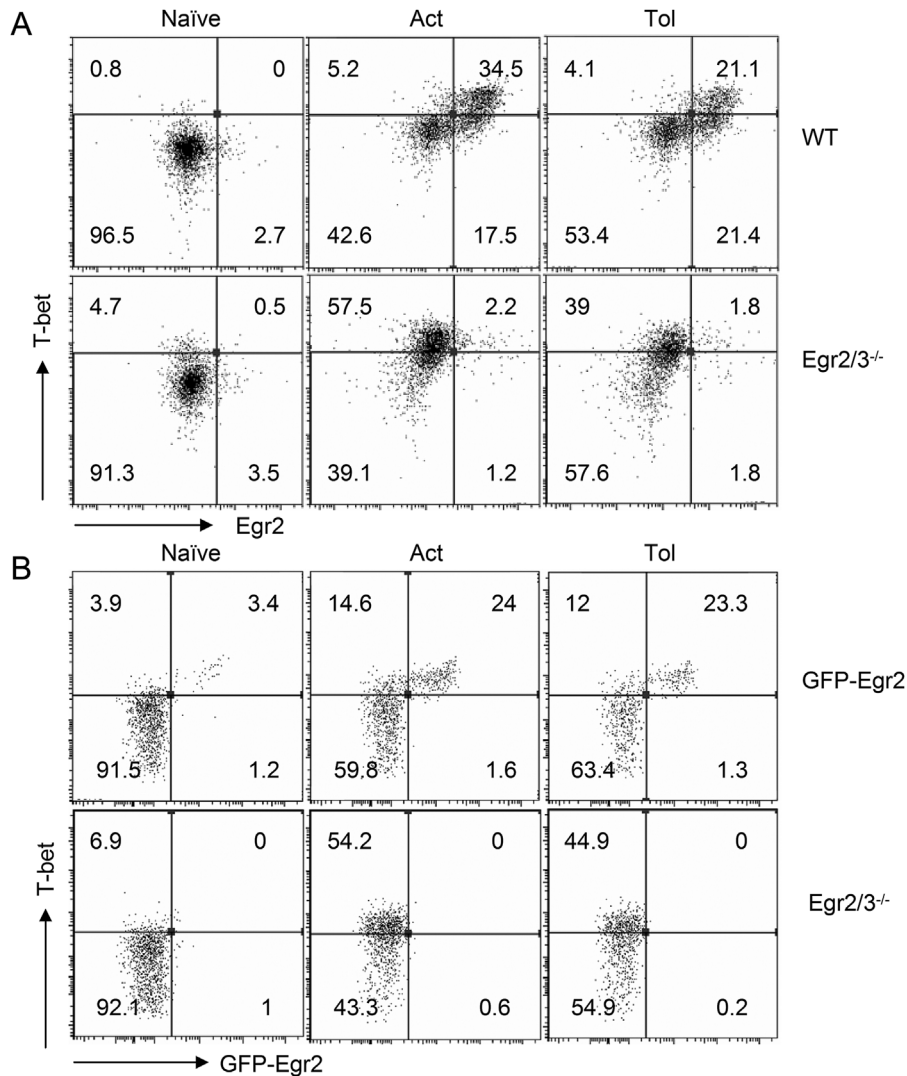 A
Naïve Act Tol
0.8 0 5.2 34.5 4.1 21.1
WT
96.5 2.7 42.6 17.5 53.4 21.4
4.7 0.5 57.5 2.2 39 1.8
Egr2/3-/-
91.3 3.5 39.1 1.2 57.6 1.8
T-bet
Egr2
B
Naïve Act Tol
3.9 3.4 14.6 24 12 23.3
GFP-Egr2
91.5 1.2 59.8 1.6 63.4 1.3
6.9 0 54.2 0 44.9 0
Egr2/3-/-
92.1 1 43.3 0.6 54.9 0.2
T-bet
GFP-Egr2